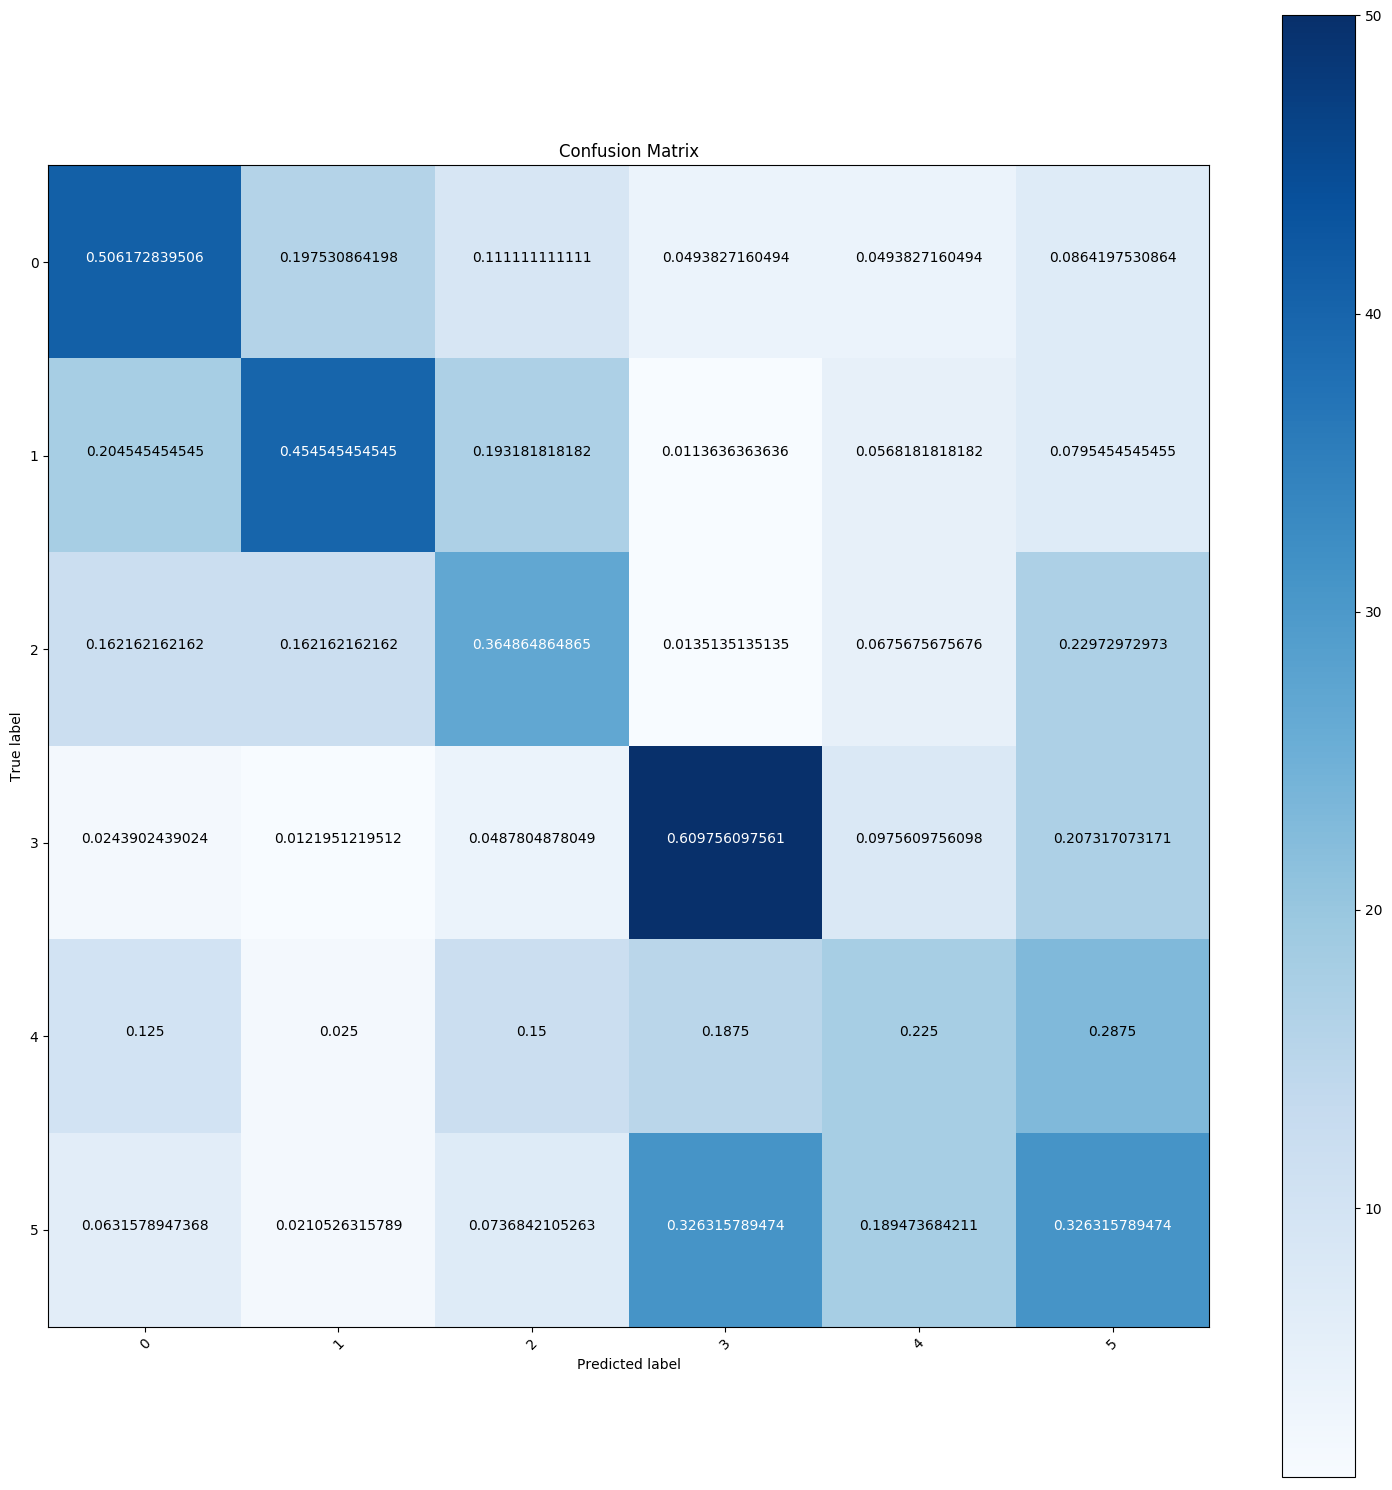 Confusion Matrix
0.506172839506 0.197530864198 0.111111111111 0.0493827160494 0.0493827160494 0.0864197530864
0.204545454545 0.454545454545 0.193181818182 0.0113636363636 0.0568181818182 0.0795454545455
0.162162162162 0.162162162162 0.364864864865 0.0135135135135 0.0675675675676 0.22972972973
0.0243902439024 0.0121951219512 0.0487804878049 0.609756097561 0.0975609756098 0.207317073171
0.125 0.025 0.15 0.1875 0.225 0.2875
0.0631578947368 0.0210526315789 0.0736842105263 0.326315789474 0.189473684211 0.326315789474
0
1
2
3
4
5
True label
0 1 2 3 4 5
Predicted label
50
40
30
20
10